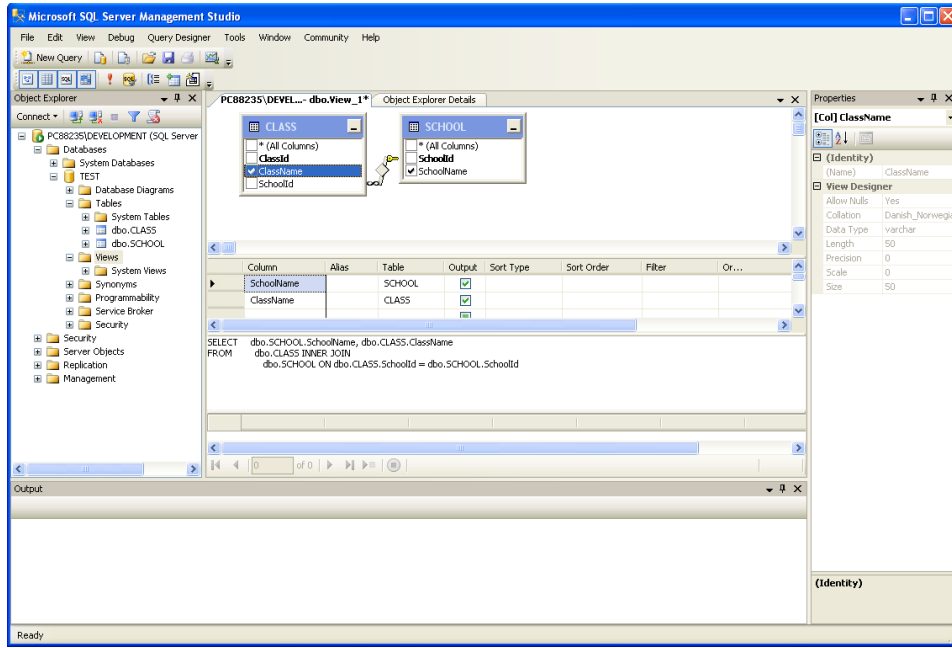 Microsoft SQL Server Management Studio
File Edit View Debug Query Designer Tools Window Community Help
New Query
Object Explorer
Connect
PC88235\DEVELOPMENT (SQL Server
Databases
System Databases
TEST
Database Diagrams
Tables
System Tables
dbo.CLASS
dbo.SCHOOL
Views
System Views
Synonyms
Programmability
Service Broker
Security
Security
Server Objects
Replication
Management
PC88235\DEVEL...- dbo.View_1* Object Explorer Details
CLASS
* (All Columns)
ClassId
ClassName
SchoolId
SCHOOL
* (All Columns)
SchoolId
SchoolName
Column Alias Table Output Sort Type Sort Order Filter Or...
SchoolName SCHOOL
ClassName CLASS
SELECT dbo.SCHOOL.SchoolName, dbo.CLASS.ClassName
FROM dbo.CLASS INNER JOIN
dbo.SCHOOL ON dbo.CLASS.SchoolId = dbo.SCHOOL.SchoolId
0 of 0
Properties
[Col] ClassName
(Identity)
(Name) ClassName
View Designer
Allow Nulls Yes
Collation Danish_Norwegia
Data Type varchar
Length 50
Precision 0
Scale 0
Size 50
(Identity)
Output
Ready